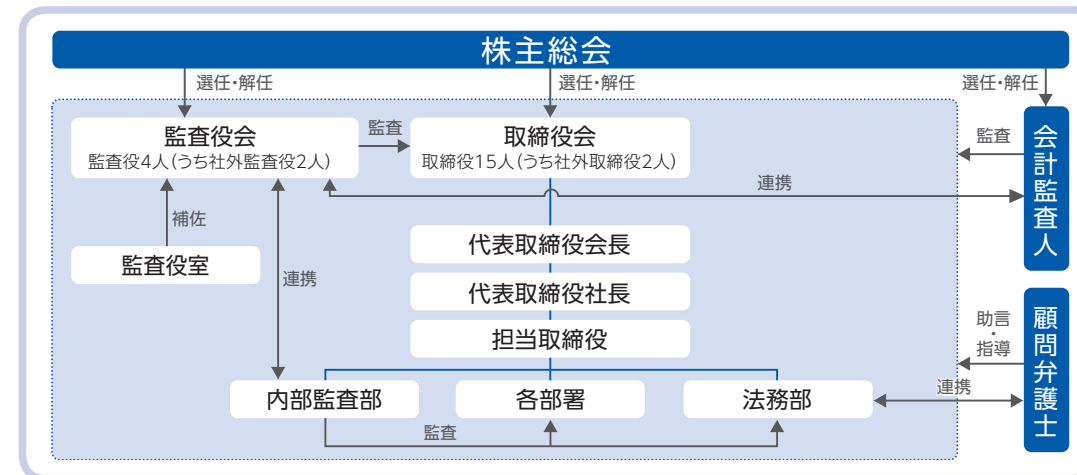 株主総会
選任・解任
選任・解任
選任・解任
監査役会
監査役4人(うち社外監査役2人)
監査
取締役会
取締役15人(うち社外取締役2人)
監査
会計監査人
連携
補佐
監査役室
連携
代表取締役会長
代表取締役社長
担当取締役
助言・指導
顧問弁護士
連携
内部監査部
各部署
法務部
監査